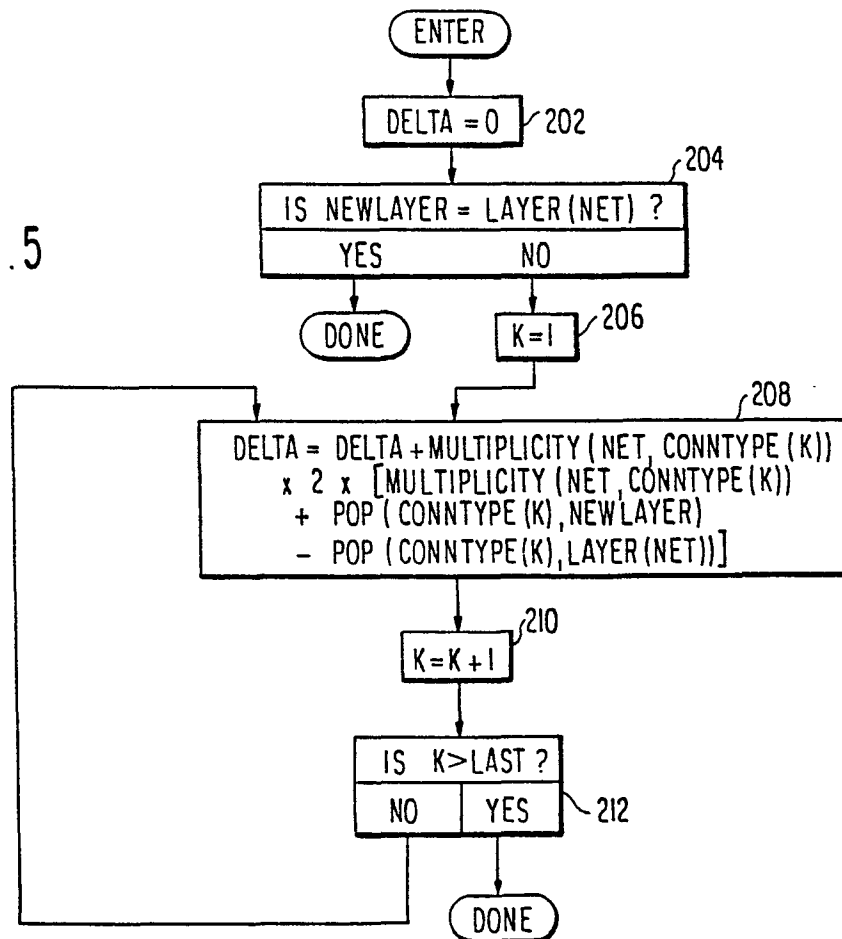 ENTER
DELTA = 0
202
204
IS NEWLAYER = LAYER(NET) ?
YES NO
.5
DONE
K=1
206
208
DELTA = DELTA+MULTIPLICITY(NET, CONNTYPE(K))
x 2 x [MULTIPLICITY(NET, CONNTYPE(K))
+ POP (CONNTYPE(K), NEWLAYER)
- POP (CONNTYPE(K), LAYER(NET))]
210
K=K+1
IS K>LAST ?
NO YES
212
DONE